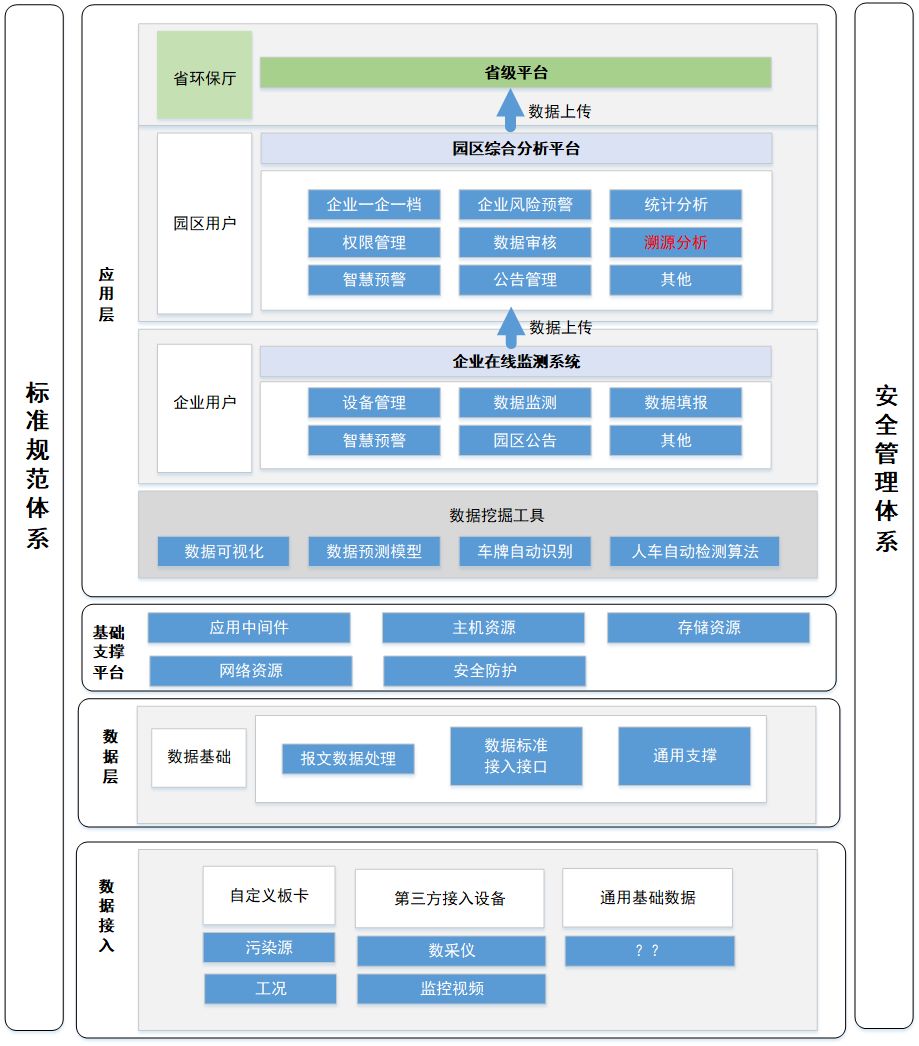 标准规范体系
应用层
省环保厅
省级平台
数据上传
园区用户
园区综合分析平台
企业一企一档
企业风险预警
统计分析
权限管理
数据审核
溯源分析
智慧预警
公告管理
其他
数据上传
企业用户
企业在线监测系统
设备管理
数据监测
数据填报
智慧预警
园区公告
其他
数据挖掘工具
数据可视化
数据预测模型
车牌自动识别
人车自动检测算法
基础
支撑
平台
应用中间件
主机资源
存储资源
网络资源
安全防护
数据层
数据基础
报文数据处理
数据标准
接入接口
通用支撑
数据接入
自定义板卡
第三方接入设备
通用基础数据
污染源
数采仪
？？
工况
监控视频
安全管理体系